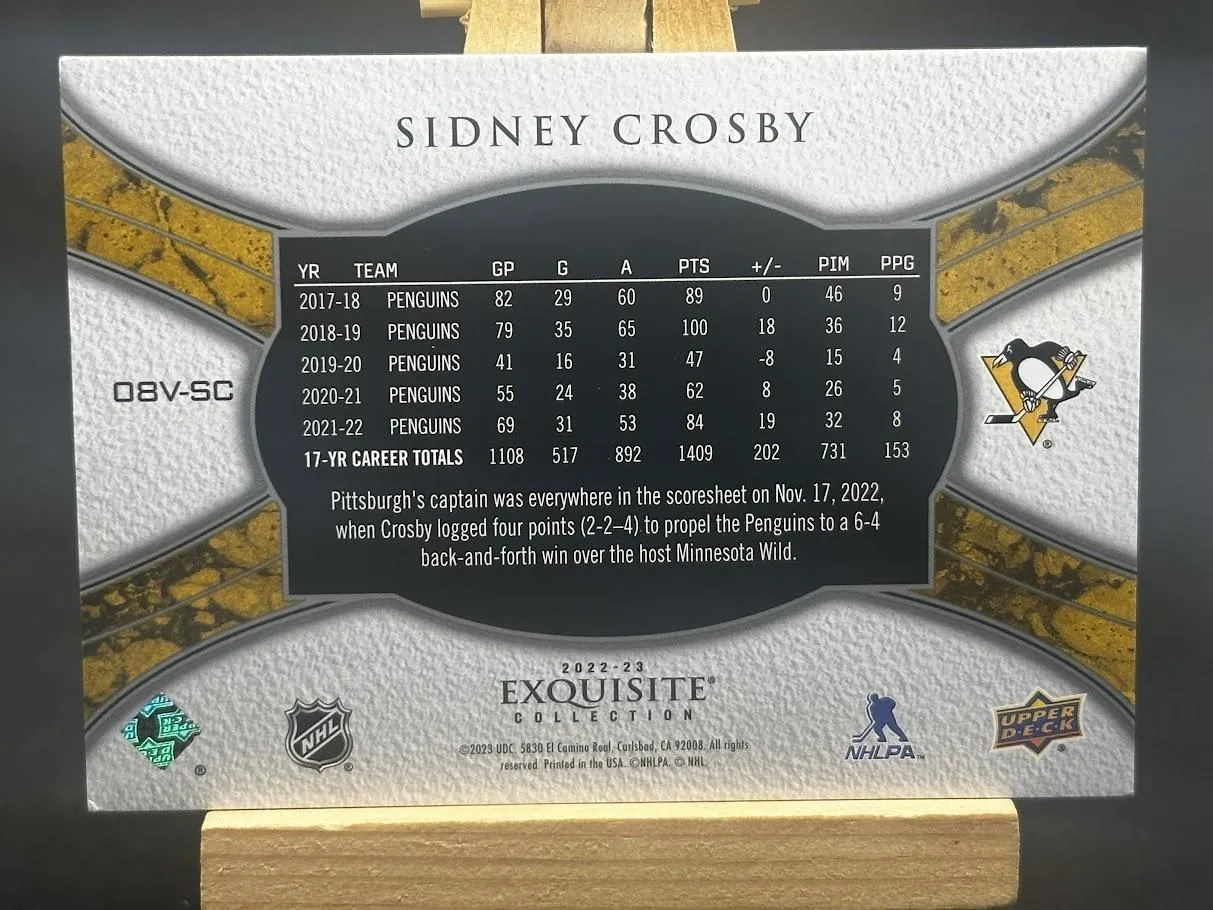 SIDNEY CROSBY
YR TEAM GP G A PTS +/- PIM PPG
2017-18 PENGUINS 82 29 60 89 0 46 9
2018-19 PENGUINS 79 35 65 100 18 36 12
2019-20 PENGUINS 41 16 31 47 -8 15 4
2020-21 PENGUINS 55 24 38 62 8 26 5
2021-22 PENGUINS 69 31 53 84 19 32 8
17-YR CAREER TOTALS 1108 517 892 1409 202 731 153
08V-SC
Pittsburgh's captain was everywhere in the scoresheet on Nov. 17, 2022,
when Crosby logged four points (2-2–4) to propel the Penguins to a 6-4
back-and-forth win over the host Minnesota Wild.
2022-23
EXQUISITE®
COLLECTION
©2023 UDC. 5830 El Camino Real, Carlsbad, CA 92008. All rights
reserved. Printed in the USA. ©NHLPA. © NHL.
NHL ®
NHLPA™
UPPER
D·E·C·K ®